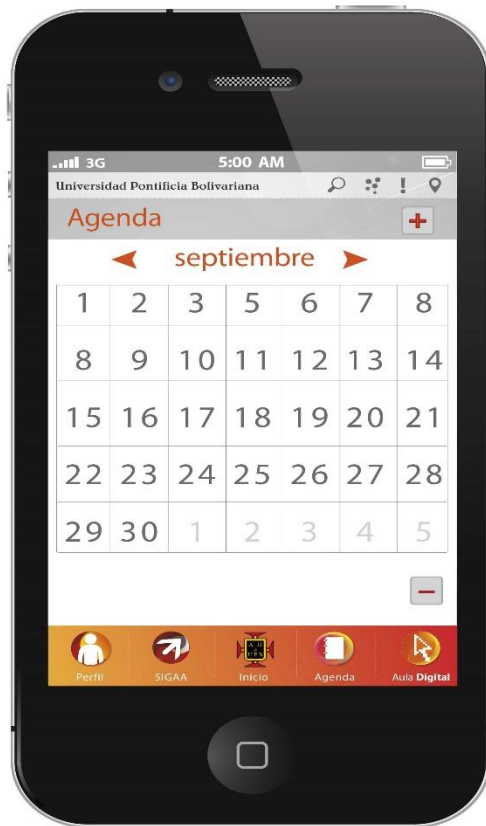 3G 5:00 AM
Universidad Pontificia Bolivariana !
Agenda +
septiembre
1 2 3 5 6 7 8
8 9 10 11 12 13 14
15 16 17 18 19 20 21
22 23 24 25 26 27 28
29 30 1 2 3 4 5
−
Perfil SIGAA Inicio Agenda Aula Digital